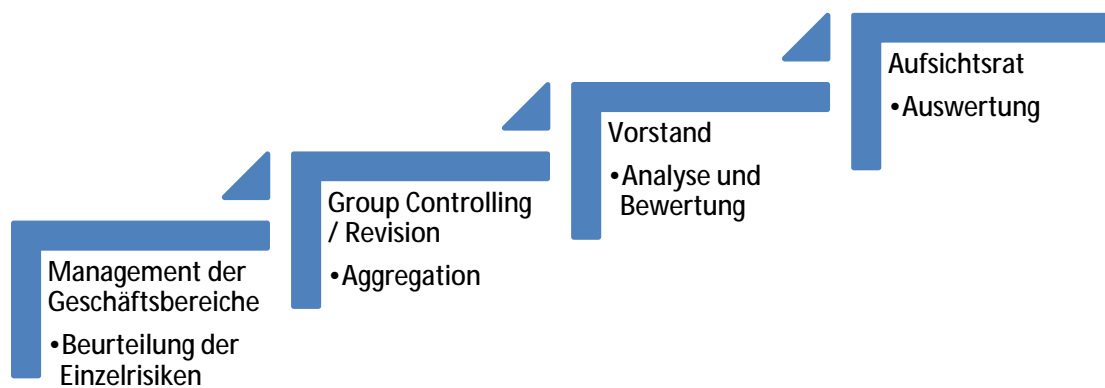 Management der
Geschäftsbereiche
•Beurteilung der
Einzelrisiken
Group Controlling
/ Revision
•Aggregation
Vorstand
•Analyse und
Bewertung
Aufsichtsrat
•Auswertung